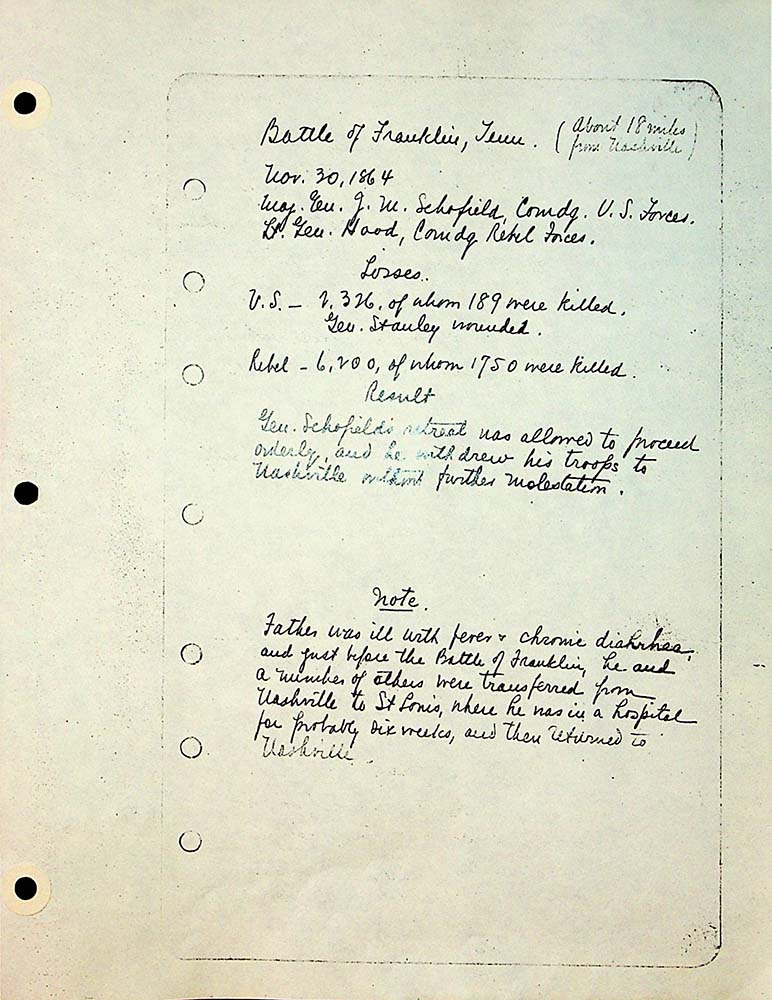 Battle of Franklin, Tenn. (About 18 miles
from Nashville)
Nov. 30, 1864
Maj. Gen. J. M. Schofield, Comdg. U. S. Forces.
Lt. Gen. Hood, Comdg Rebel Forces.
Losses.
U.S. – 2,326, of whom 189 were killed.
Gen. Stanley wounded.
Rebel – 6,200, of whom 1750 were killed.
Result
Gen. Schofield's retreat was allowed to proceed
orderly, and he withdrew his troops to
Nashville without further molestation.
Note.
Father was ill with fever & chronic diahrhea,
and just before the Battle of Franklin, he and
a number of others were transferred from
Nashville to St Louis, where he was in a hospital
for probably six weeks, and then returned to
Nashville.